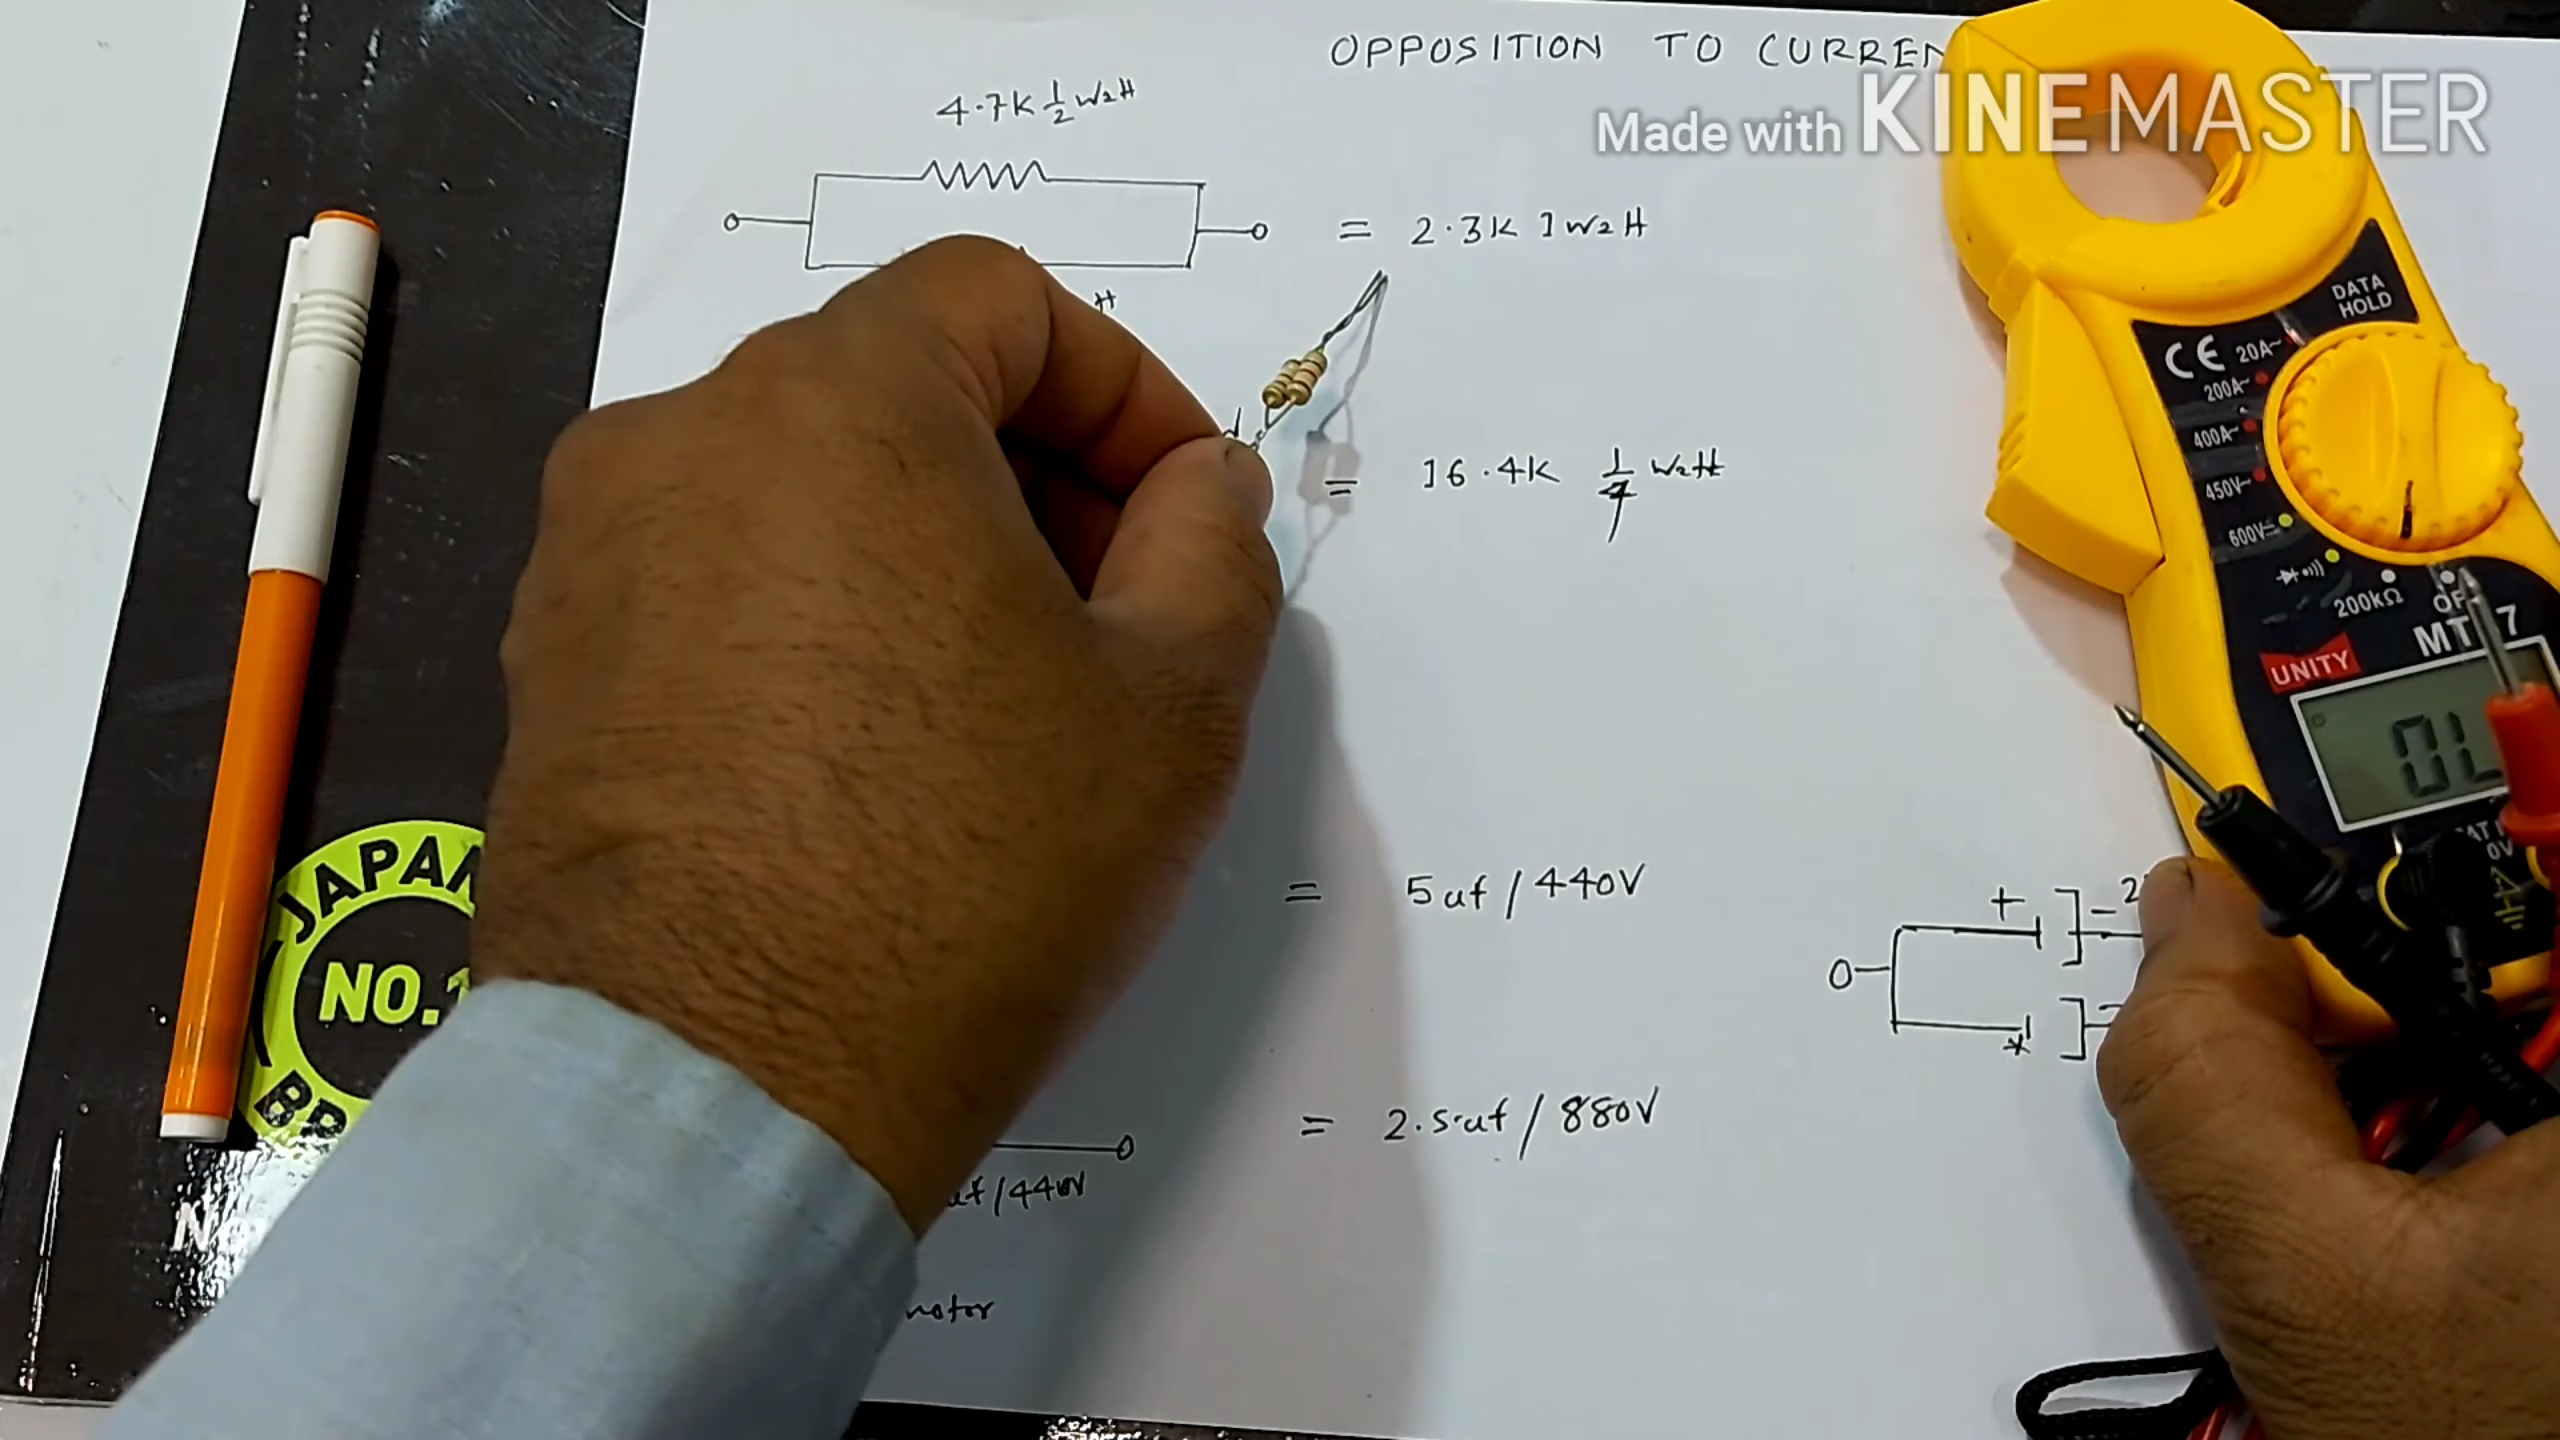 OPPOSITION TO CURREN
Made with KINEMASTER
4.7K 1/2 Watt
= 2.3K 1 Watt
= 16.4K 1/4 Watt
= 5uf/440V
= 2.5uf/880V
uf/440V
motor
+
-
DATA
HOLD
CE
20A~
200A~
400A~
450V~
600V
200kΩ
UNITY
OL
JAPAN
NO.1